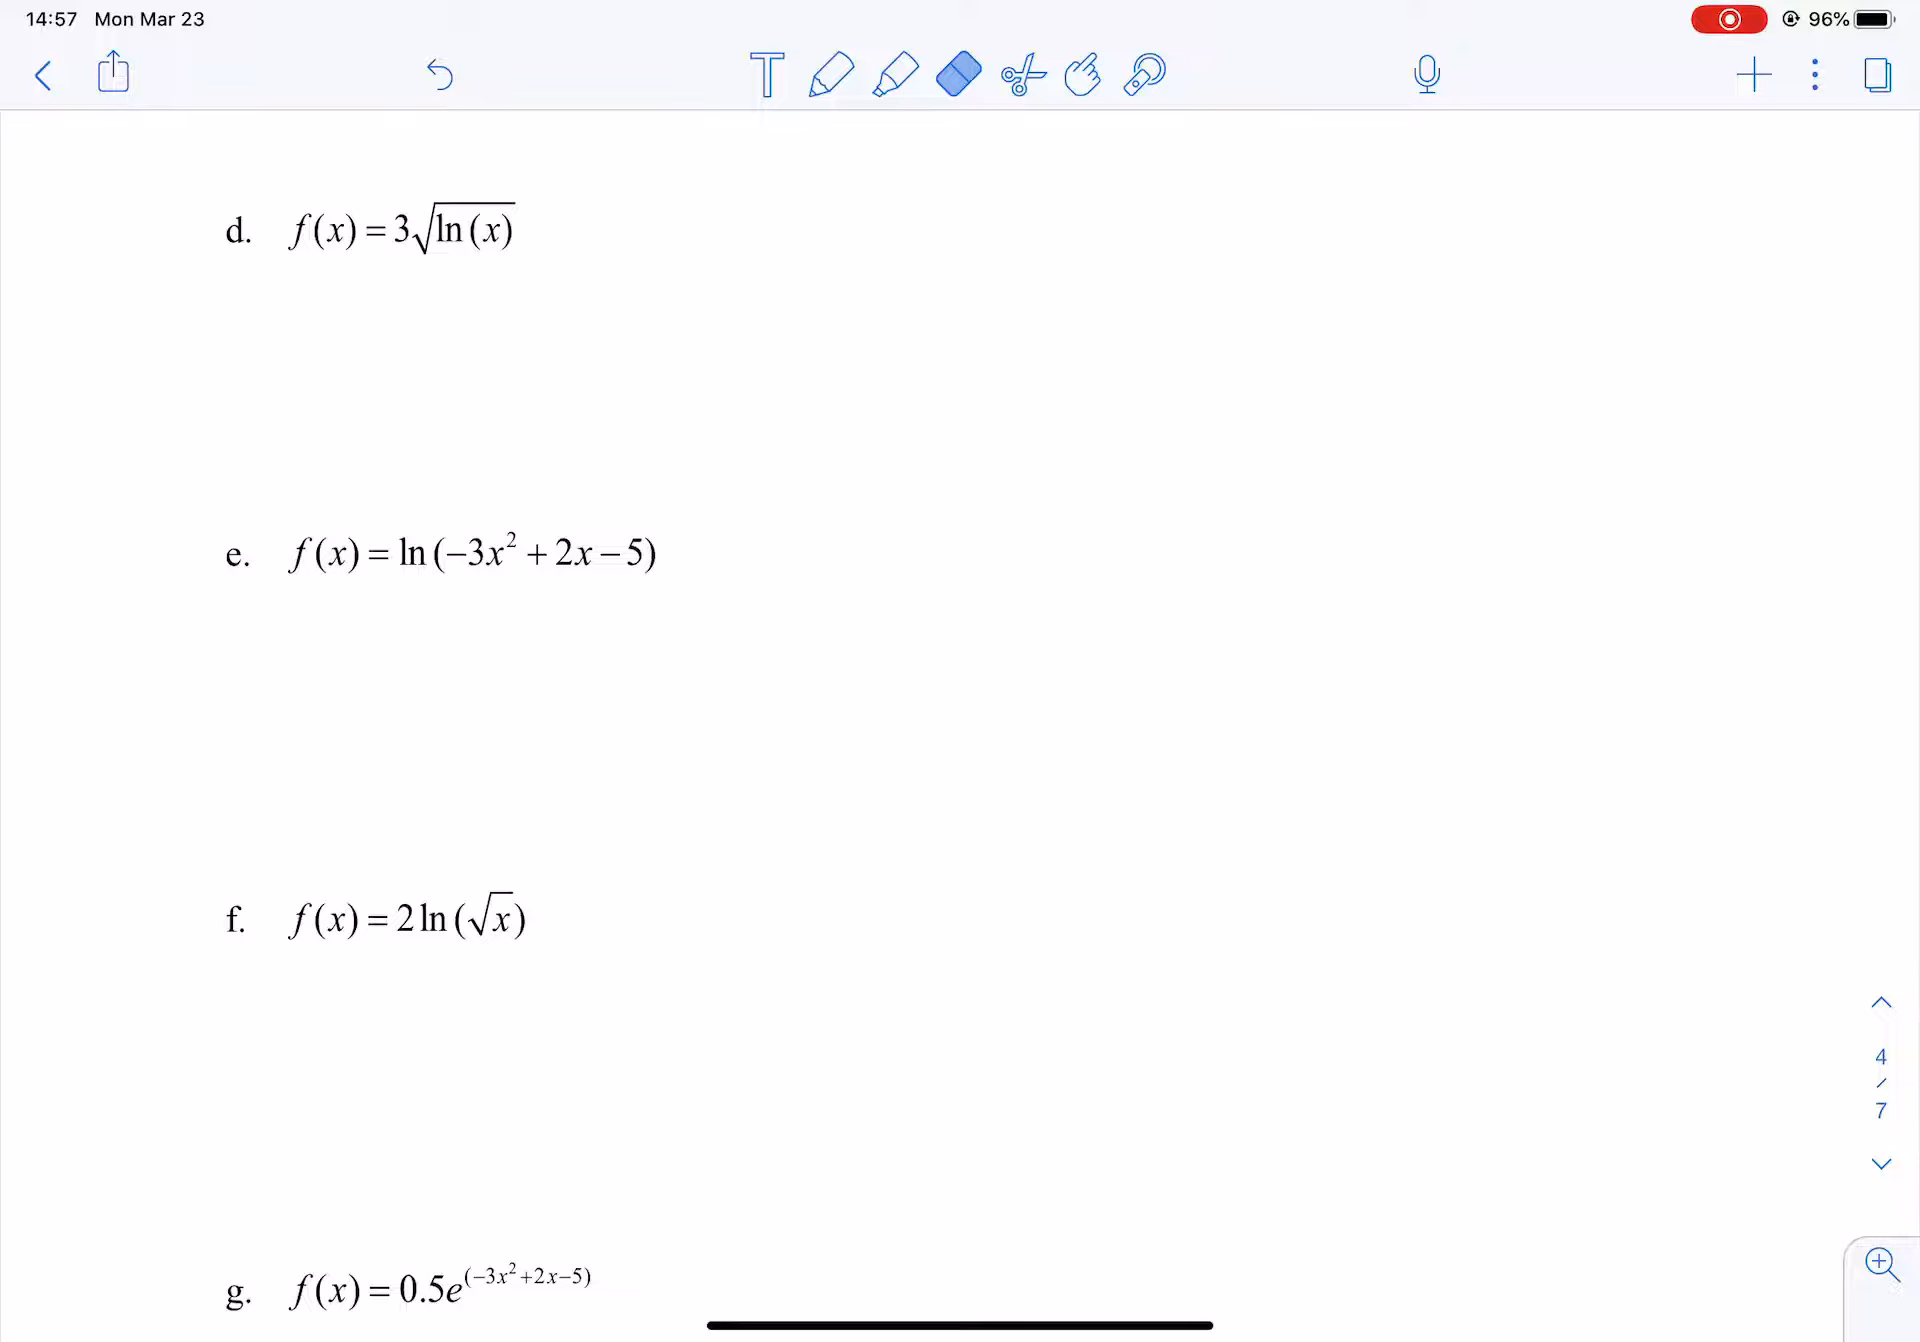 14:57 Mon Mar 23 96%
d. f(x) = 3√ln(x)
e. f(x) = ln(−3x² + 2x − 5)
f. f(x) = 2 ln(√x)
4
/
7
g. f(x) = 0.5e^(−3x²+2x−5)